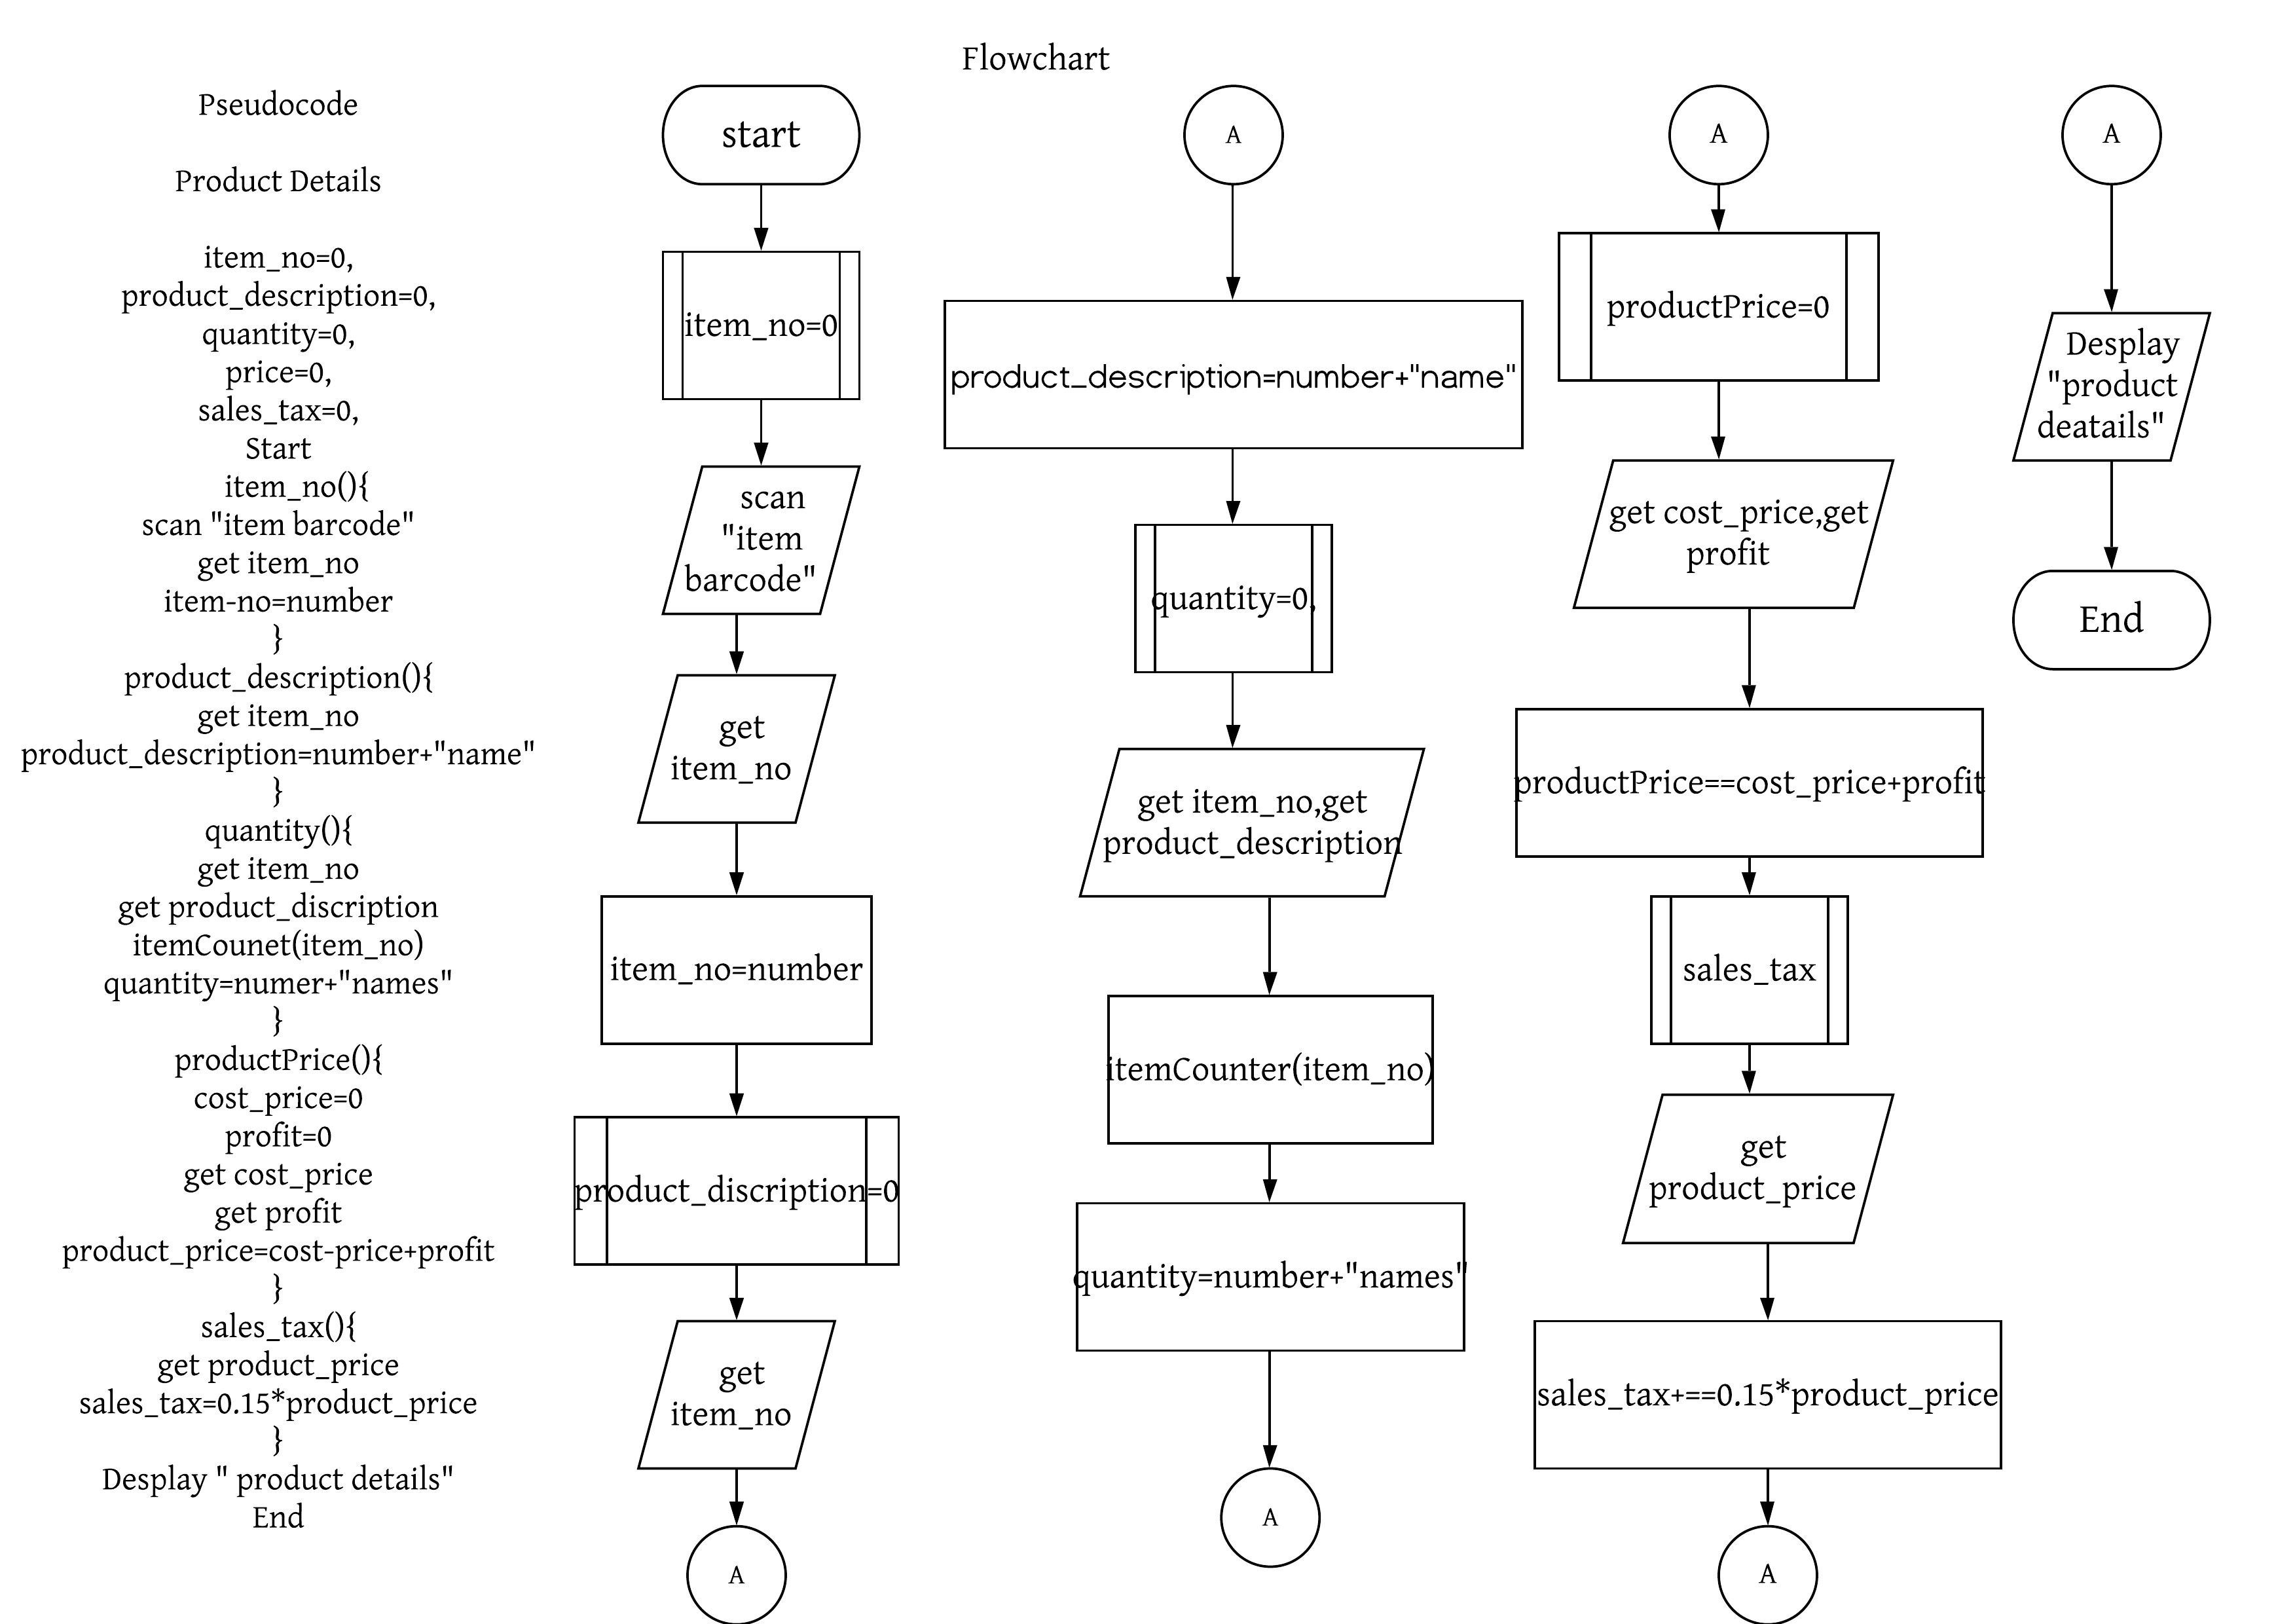 Flowchart
Pseudocode
Product Details
item_no=0,
product_description=0,
quantity=0,
price=0,
sales_tax=0,
Start
item_no(){
scan "item barcode"
get item_no
item-no=number
}
product_description(){
get item_no
product_description=number+"name"
}
quantity(){
get item_no
get product_discription
itemCounet(item_no)
quantity=numer+"names"
}
productPrice(){
cost_price=0
profit=0
get cost_price
get profit
product_price=cost-price+profit
}
sales_tax(){
get product_price
sales_tax=0.15*product_price
}
Desplay " product details"
End
start
item_no=0
scan
"item
barcode"
get
item_no
item_no=number
product_discription=0
get
item_no
A
A
product_description=number+"name"
quantity=0,
get item_no,get
product_description
itemCounter(item_no)
quantity=number+"names"
A
A
productPrice=0
get cost_price,get
profit
productPrice==cost_price+profit
sales_tax
get
product_price
sales_tax+==0.15*product_price
A
A
Desplay
"product
deatails"
End